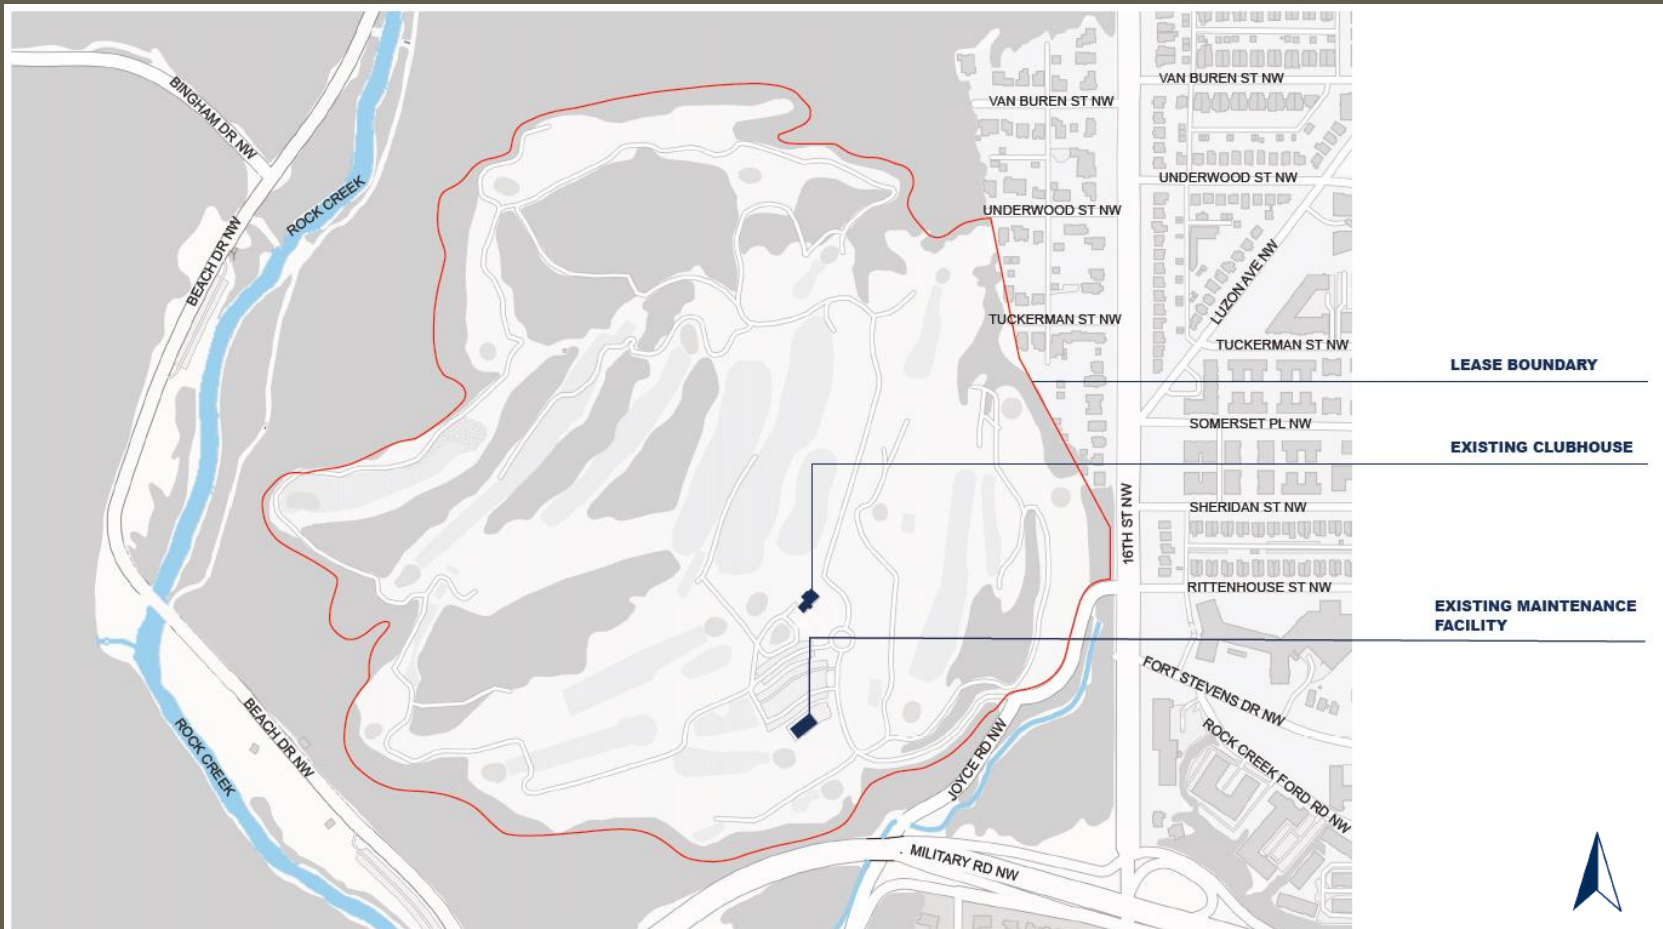 VAN BUREN ST NW
BINGHAM DR NW
VAN BUREN ST NW
UNDERWOOD ST NW
ROCK CREEK
UNDERWOOD ST NW
BEACH DR NW
LUZON AVE NW
TUCKERMAN ST NW
TUCKERMAN ST NW
LEASE BOUNDARY
SOMERSET PL NW
EXISTING CLUBHOUSE
SHERIDAN ST NW
16TH ST NW
RITTENHOUSE ST NW
EXISTING MAINTENANCE
FACILITY
FORT STEVENS DR NW
BEACH DR NW
ROCK CREEK
JOYCE RD NW
ROCK CREEK FORD RD NW
MILITARY RD NW